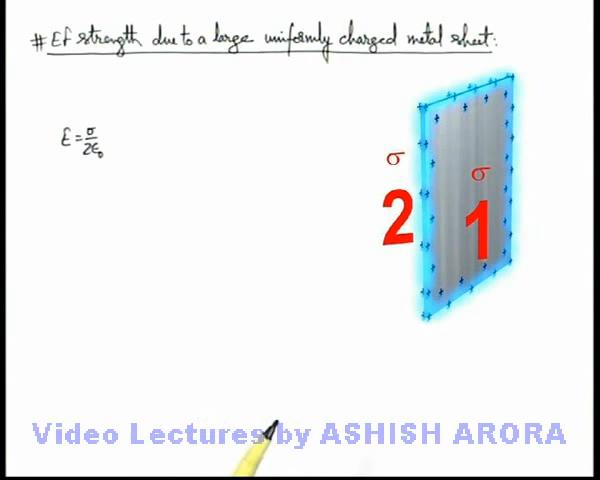 # Ef strength due to a large uniformly charged metal sheet:
E = σ/2ϵ₀
σ
σ
2
1
Video Lectures by ASHISH ARORA